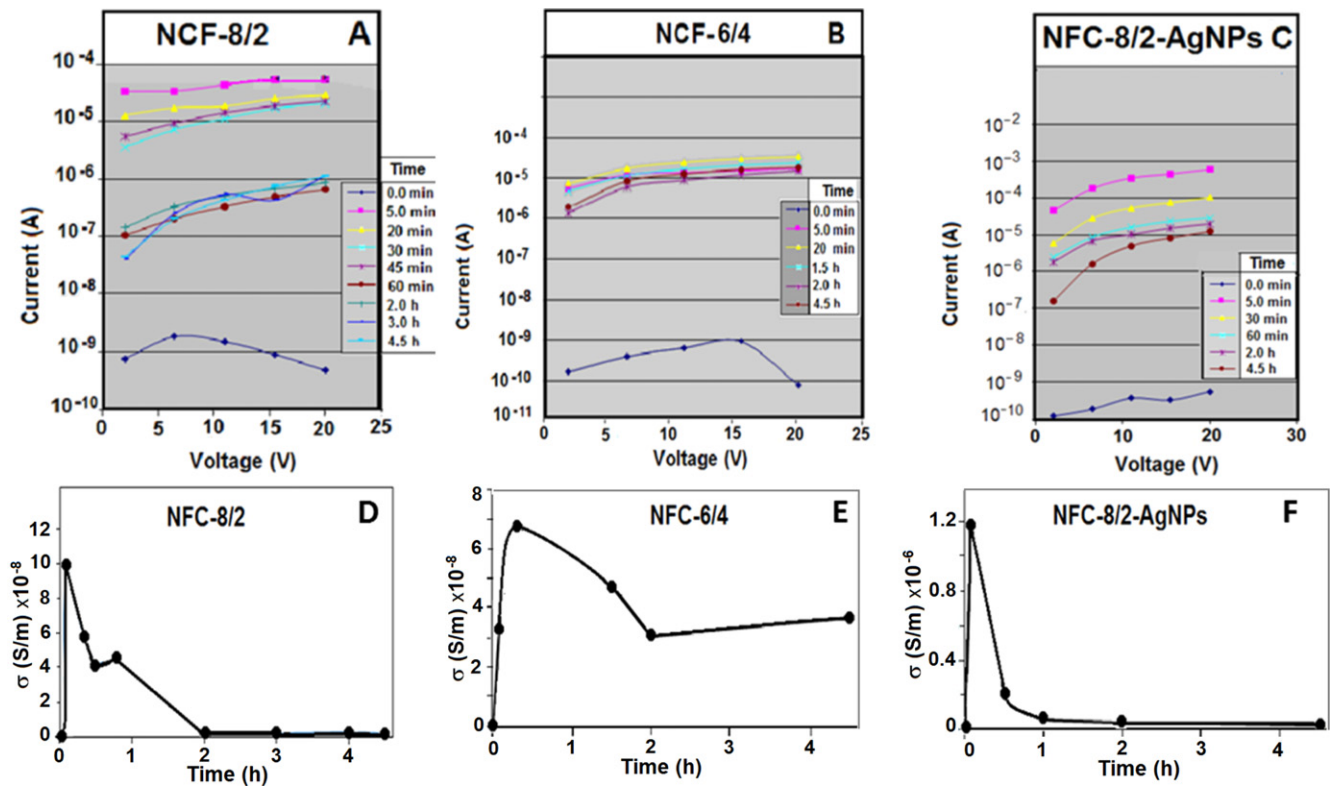 NCF-8/2 A
10⁻⁴
10⁻⁵
10⁻⁶
10⁻⁷
10⁻⁸
10⁻⁹
10⁻¹⁰
Current (A)
0 5 10 15 20 25
Voltage (V)
Time
0.0 min
5.0 min
20 min
30 min
45 min
60 min
2.0 h
3.0 h
4.5 h
NCF-6/4 B
10⁻⁴
10⁻⁵
10⁻⁶
10⁻⁷
10⁻⁸
10⁻⁹
10⁻¹⁰
10⁻¹¹
Current (A)
0 5 10 15 20 25
Voltage (V)
Time
0.0 min
5.0 min
20 min
1.5 h
2.0 h
4.5 h
NFC-8/2-AgNPs C
10⁻²
10⁻³
10⁻⁴
10⁻⁵
10⁻⁶
10⁻⁷
10⁻⁸
10⁻⁹
10⁻¹⁰
Current (A)
0 10 20 30
Voltage (V)
Time
0.0 min
5.0 min
30 min
60 min
2.0 h
4.5 h
NFC-8/2 D
12
10
8
6
4
2
0
σ (S/m) x10⁻⁸
0 1 2 3 4
Time (h)
NFC-6/4 E
8
6
4
2
0
σ (S/m) x10⁻⁸
0 1 2 3 4
Time (h)
NFC-8/2-AgNPs F
1.2
0.8
0.4
0
σ (S/m) x10⁻⁶
0 1 2 3 4
Time (h)